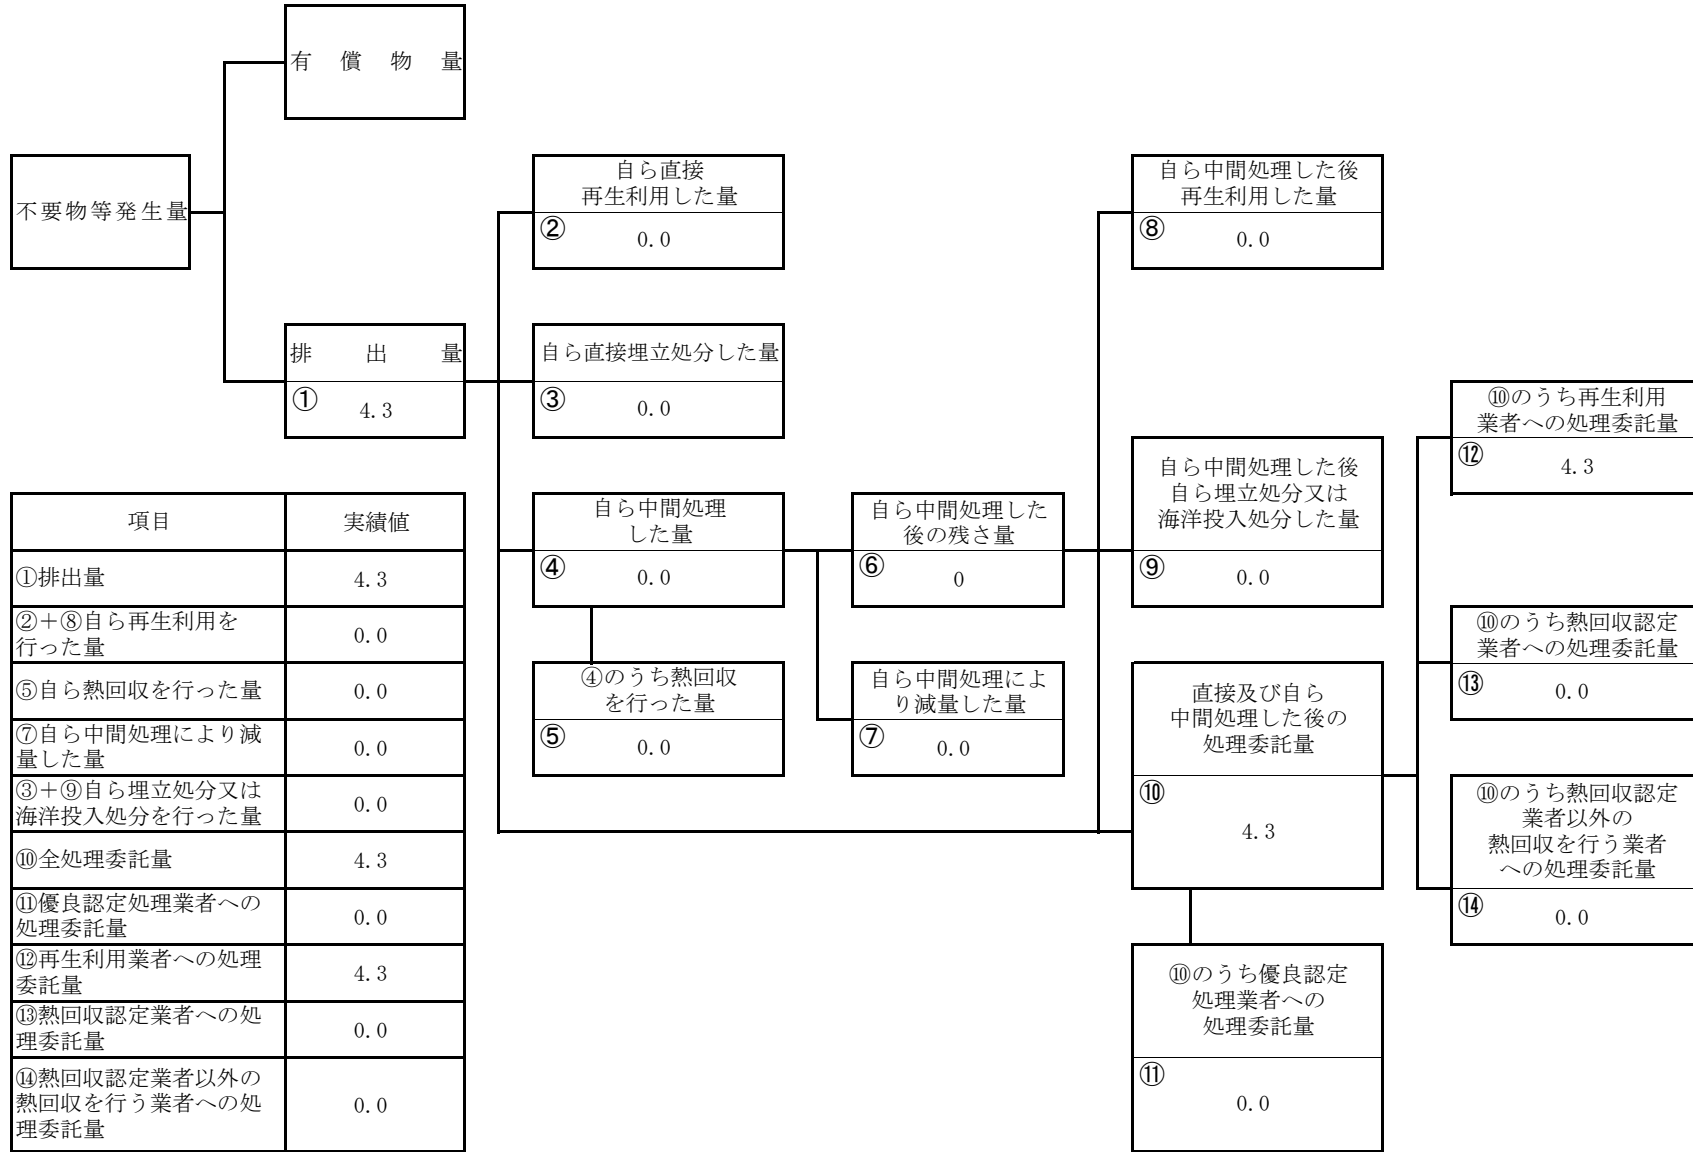 有償物量
不要物等発生量
排出量
①
4.3
自ら直接
再生利用した量
②
0.0
自ら直接埋立処分した量
③
0.0
自ら中間処理
した量
④
0.0
④のうち熱回収
を行った量
⑤
0.0
自ら中間処理した
後の残さ量
⑥
0
自ら中間処理によ
り減量した量
⑦
0.0
自ら中間処理した後
再生利用した量
⑧
0.0
自ら中間処理した後
自ら埋立処分又は
海洋投入処分した量
⑨
0.0
直接及び自ら
中間処理した後の
処理委託量
⑩
4.3
⑩のうち優良認定
処理業者への
処理委託量
⑪
0.0
⑩のうち再生利用
業者への処理委託量
⑫
4.3
⑩のうち熱回収認定
業者への処理委託量
⑬
0.0
⑩のうち熱回収認定
業者以外の
熱回収を行う業者
への処理委託量
⑭
0.0
項目 実績値
①排出量 4.3
②+⑧自ら再生利用を
行った量 0.0
⑤自ら熱回収を行った量 0.0
⑦自ら中間処理により減
量した量 0.0
③+⑨自ら埋立処分又は
海洋投入処分を行った量 0.0
⑩全処理委託量 4.3
⑪優良認定処理業者への
処理委託量 0.0
⑫再生利用業者への処理
委託量 4.3
⑬熱回収認定業者への処
理委託量 0.0
⑭熱回収認定業者以外の
熱回収を行う業者への処
理委託量 0.0